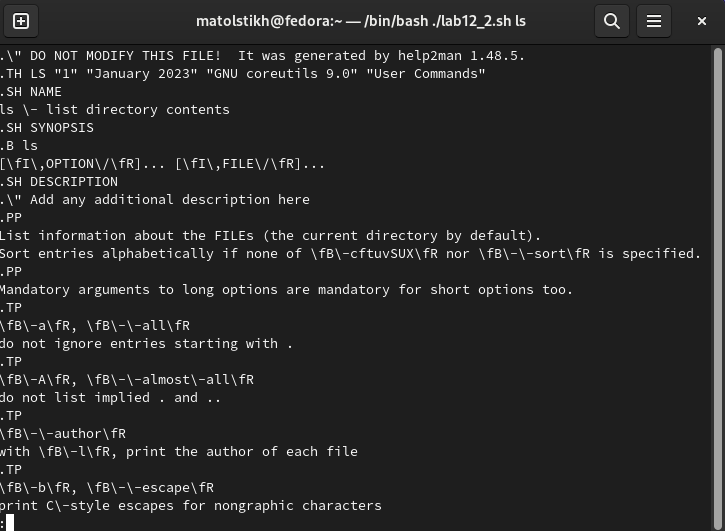 matolstikh@fedora:~ — /bin/bash ./lab12_2.sh ls
.\" DO NOT MODIFY THIS FILE!  It was generated by help2man 1.48.5.
.TH LS "1" "January 2023" "GNU coreutils 9.0" "User Commands"
.SH NAME
ls \- list directory contents
.SH SYNOPSIS
.B ls
[\fI\,OPTION\/\fR]... [\fI\,FILE\/\fR]...
.SH DESCRIPTION
.\" Add any additional description here
.PP
List information about the FILEs (the current directory by default).
Sort entries alphabetically if none of \fB\-cftuvSUX\fR nor \fB\-\-sort\fR is specified.
.PP
Mandatory arguments to long options are mandatory for short options too.
.TP
\fB\-a\fR, \fB\-\-all\fR
do not ignore entries starting with .
.TP
\fB\-A\fR, \fB\-\-almost\-all\fR
do not list implied . and ..
.TP
\fB\-\-author\fR
with \fB\-l\fR, print the author of each file
.TP
\fB\-b\fR, \fB\-\-escape\fR
print C\-style escapes for nongraphic characters
: